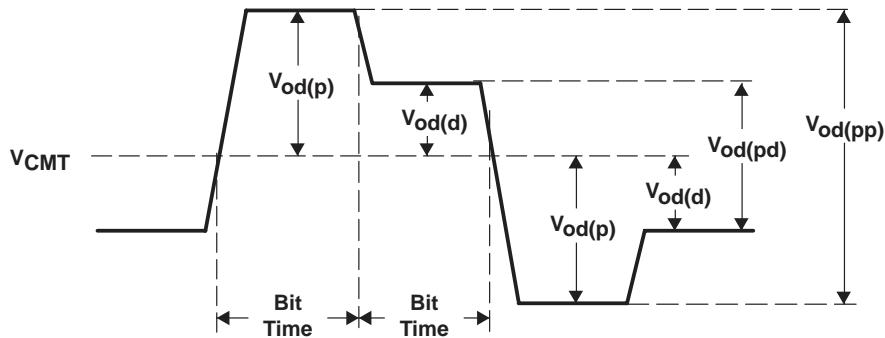 Vod(p)
Vod(d)
Vod(pp)
Vod(pd)
VCMT
Vod(d)
Vod(p)
Bit
Time
Bit
Time